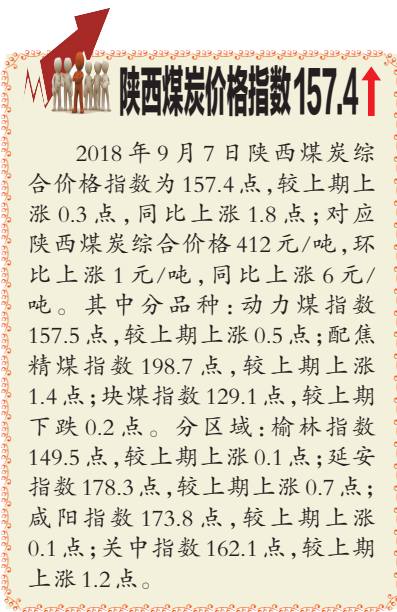 陕西煤炭价格指数157.4
2018年9月7日陕西煤炭综
合价格指数为157.4点,较上期上
涨0.3点,同比上涨1.8点;对应
陕西煤炭综合价格412元/吨,环
比上涨1元/吨,同比上涨6元/
吨。其中分品种:动力煤指数
157.5点,较上期上涨0.5点;配焦
精煤指数198.7点,较上期上涨
1.4点;块煤指数129.1点,较上期
下跌0.2点。分区域:榆林指数
149.5点,较上期上涨0.1点;延安
指数178.3点,较上期上涨0.7点;
咸阳指数173.8点,较上期上涨
0.1点;关中指数162.1点,较上期
上涨1.2点。